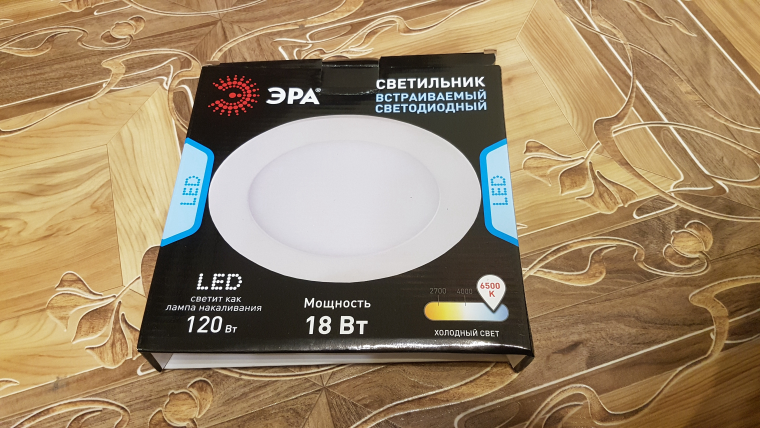 ЭРА®
СВЕТИЛЬНИК
ВСТРАИВАЕМЫЙ
СВЕТОДИОДНЫЙ
LED
LED
LED
светит как
лампа накаливания
120 Вт
Мощность
18 Вт
2700
4000
6500
К
ХОЛОДНЫЙ СВЕТ